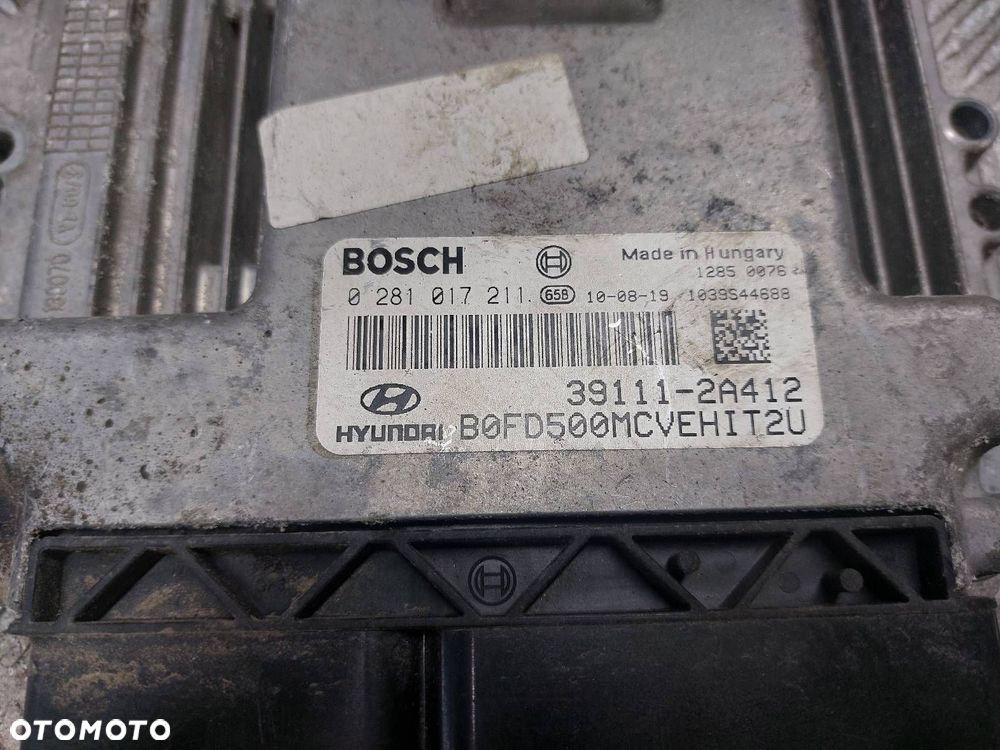 BOSCH
Made in Hungary
1285 0076
0 281 017 211. 658 10-08-19 1039S44688
39111-2A412
HYUNDAI B0FD500MCVEHIT2U
OTOMOTO